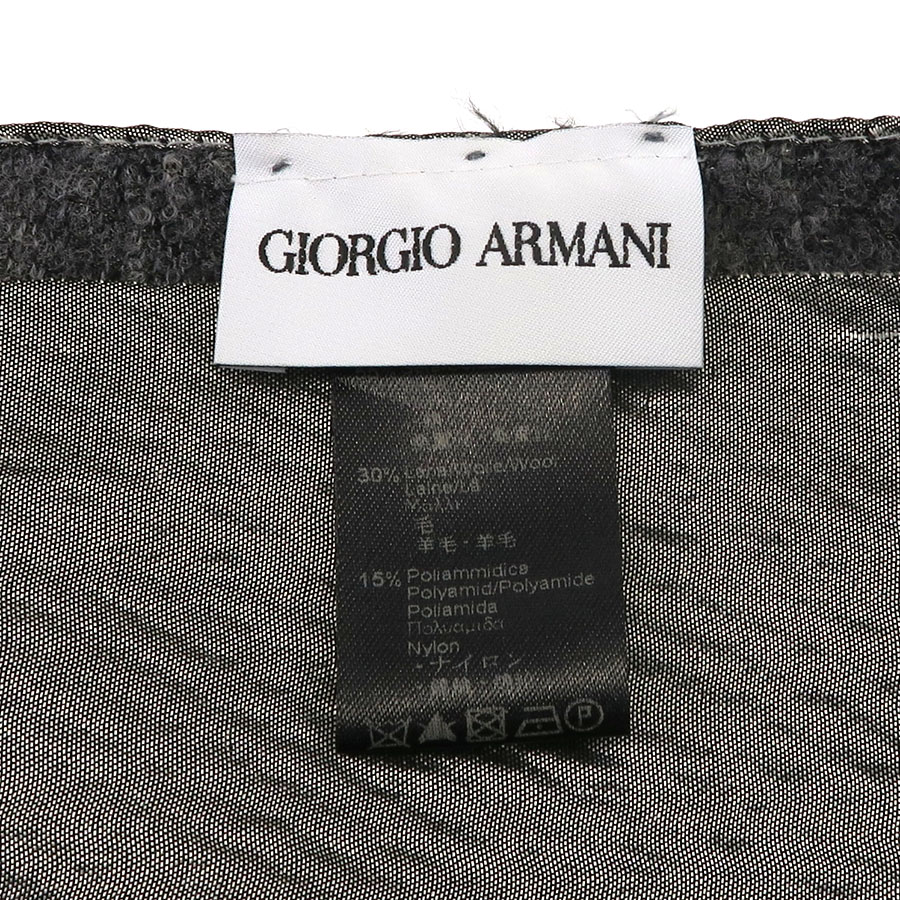 GIORGIO ARMANI
30% Lana/Wolle/Wool
Laine/Lã
毛
羊毛·羊毛
15% Poliammidica
Polyamid/Polyamide
Poliamida
Πολυαμιδα
Nylon
ナイロン
P